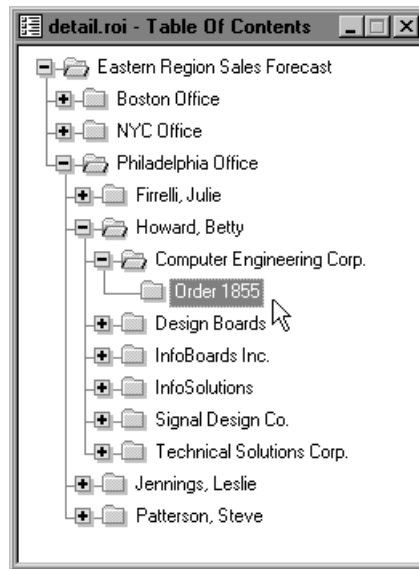 detail.roi - Table Of Contents
Eastern Region Sales Forecast
Boston Office
NYC Office
Philadelphia Office
Firrelli, Julie
Howard, Betty
Computer Engineering Corp.
Order 1855
Design Boards
InfoBoards Inc.
InfoSolutions
Signal Design Co.
Technical Solutions Corp.
Jennings, Leslie
Patterson, Steve